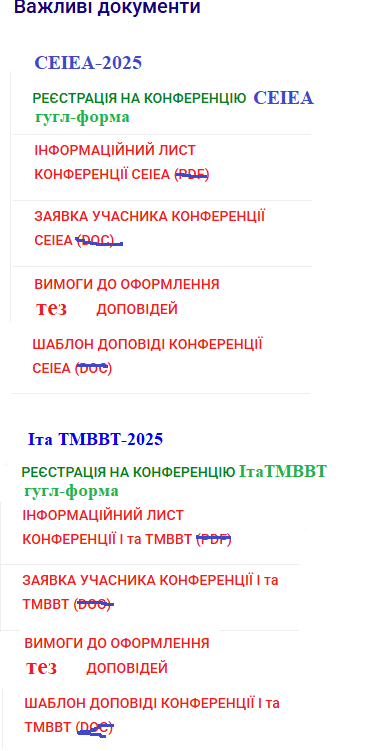 Важливі документи
CEIEA-2025
РЕЄСТРАЦІЯ НА КОНФЕРЕНЦІЮ CEIEA
гугл-форма
ІНФОРМАЦІЙНИЙ ЛИСТ
КОНФЕРЕНЦІЇ CEIEA (PDF)
ЗАЯВКА УЧАСНИКА КОНФЕРЕНЦІЇ
CEIEA (DOC)
ВИМОГИ ДО ОФОРМЛЕННЯ
тез ДОПОВІДЕЙ
ШАБЛОН ДОПОВІДІ КОНФЕРЕНЦІЇ
CEIEA (DOC)
Іта ТМВВТ-2025
РЕЄСТРАЦІЯ НА КОНФЕРЕНЦІЮ ІтаТМВВТ
гугл-форма
ІНФОРМАЦІЙНИЙ ЛИСТ
КОНФЕРЕНЦІЇ І та ТМВВТ (PDF)
ЗАЯВКА УЧАСНИКА КОНФЕРЕНЦІЇ І та
ТМВВТ (DOC)
ВИМОГИ ДО ОФОРМЛЕННЯ
тез ДОПОВІДЕЙ
ШАБЛОН ДОПОВІДІ КОНФЕРЕНЦІЇ І та
ТМВВТ (DOC)